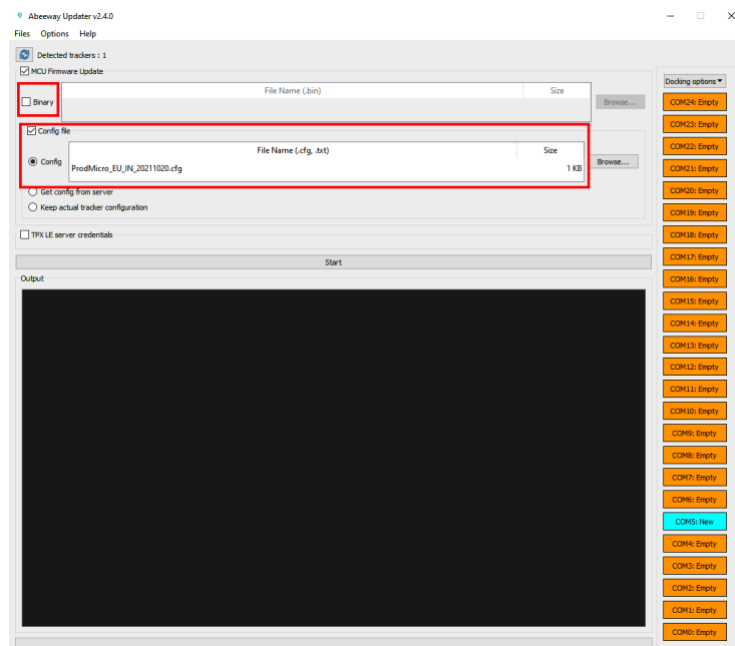 Abeeway Updater v2.4.0
Files Options Help
Detected trackers : 1
MCU Firmware Update
File Name (.bin) Size
Binary Browse...
Config file
File Name (.cfg, .txt) Size
Config ProdMicro_EU_IN_20211020.cfg 1 KB Browse...
Get config from server
Keep actual tracker configuration
TPX LE server credentials
Start
Output
Docking options
COM24: Empty
COM23: Empty
COM22: Empty
COM21: Empty
COM20: Empty
COM19: Empty
COM18: Empty
COM17: Empty
COM16: Empty
COM15: Empty
COM14: Empty
COM13: Empty
COM12: Empty
COM11: Empty
COM10: Empty
COM9: Empty
COM8: Empty
COM7: Empty
COM6: Empty
COM5: New
COM4: Empty
COM3: Empty
COM2: Empty
COM1: Empty
COM0: Empty